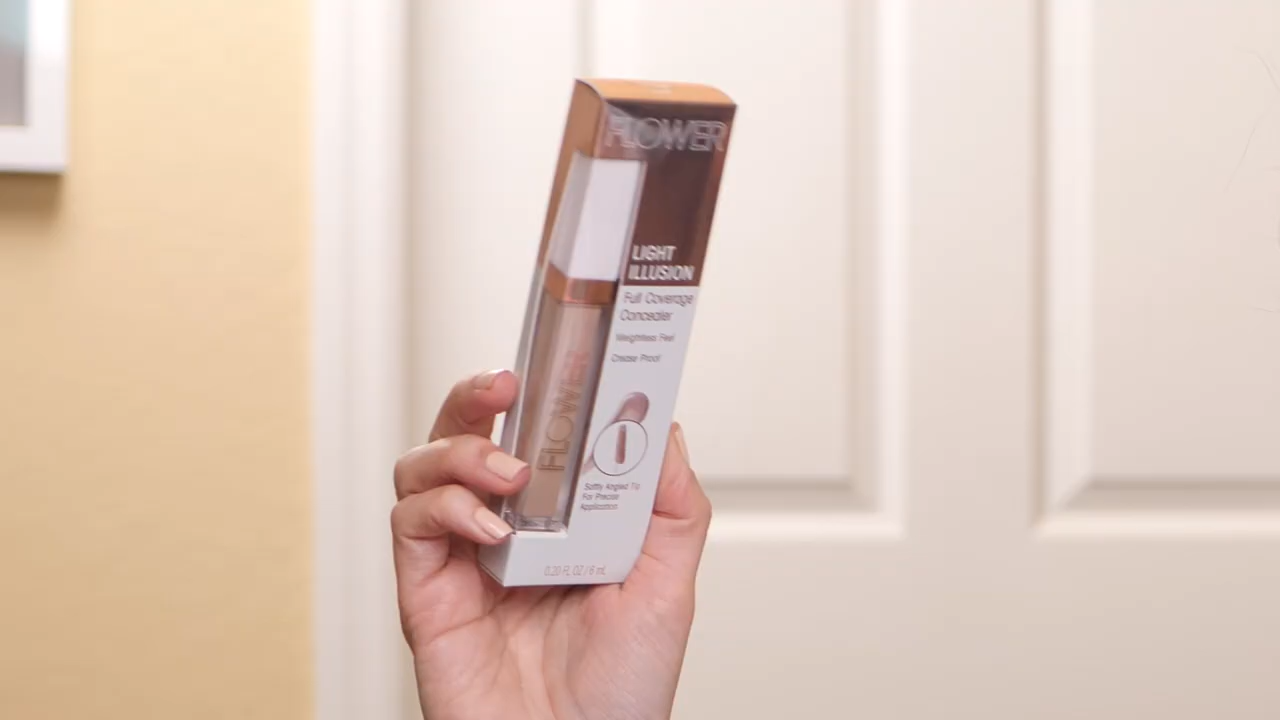 FLOWER
LIGHT
ILLUSION
Full Coverage
Concealer
Weightless Feel
Crease Proof
FLOWER
Softly Angled Tip
For Precise
Application
0.20 FL OZ / 6 mL